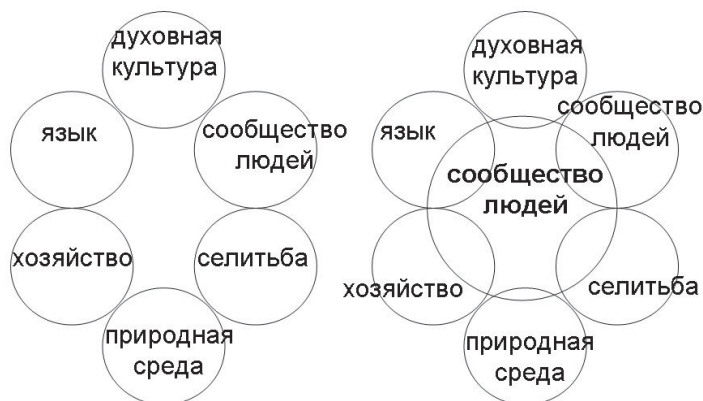 духовная
культура
язык
сообщество
людей
хозяйство
селитьба
природная
среда
духовная
культура
сообщество
людей
язык
сообщество
людей
хозяйство
селитьба
природная
среда